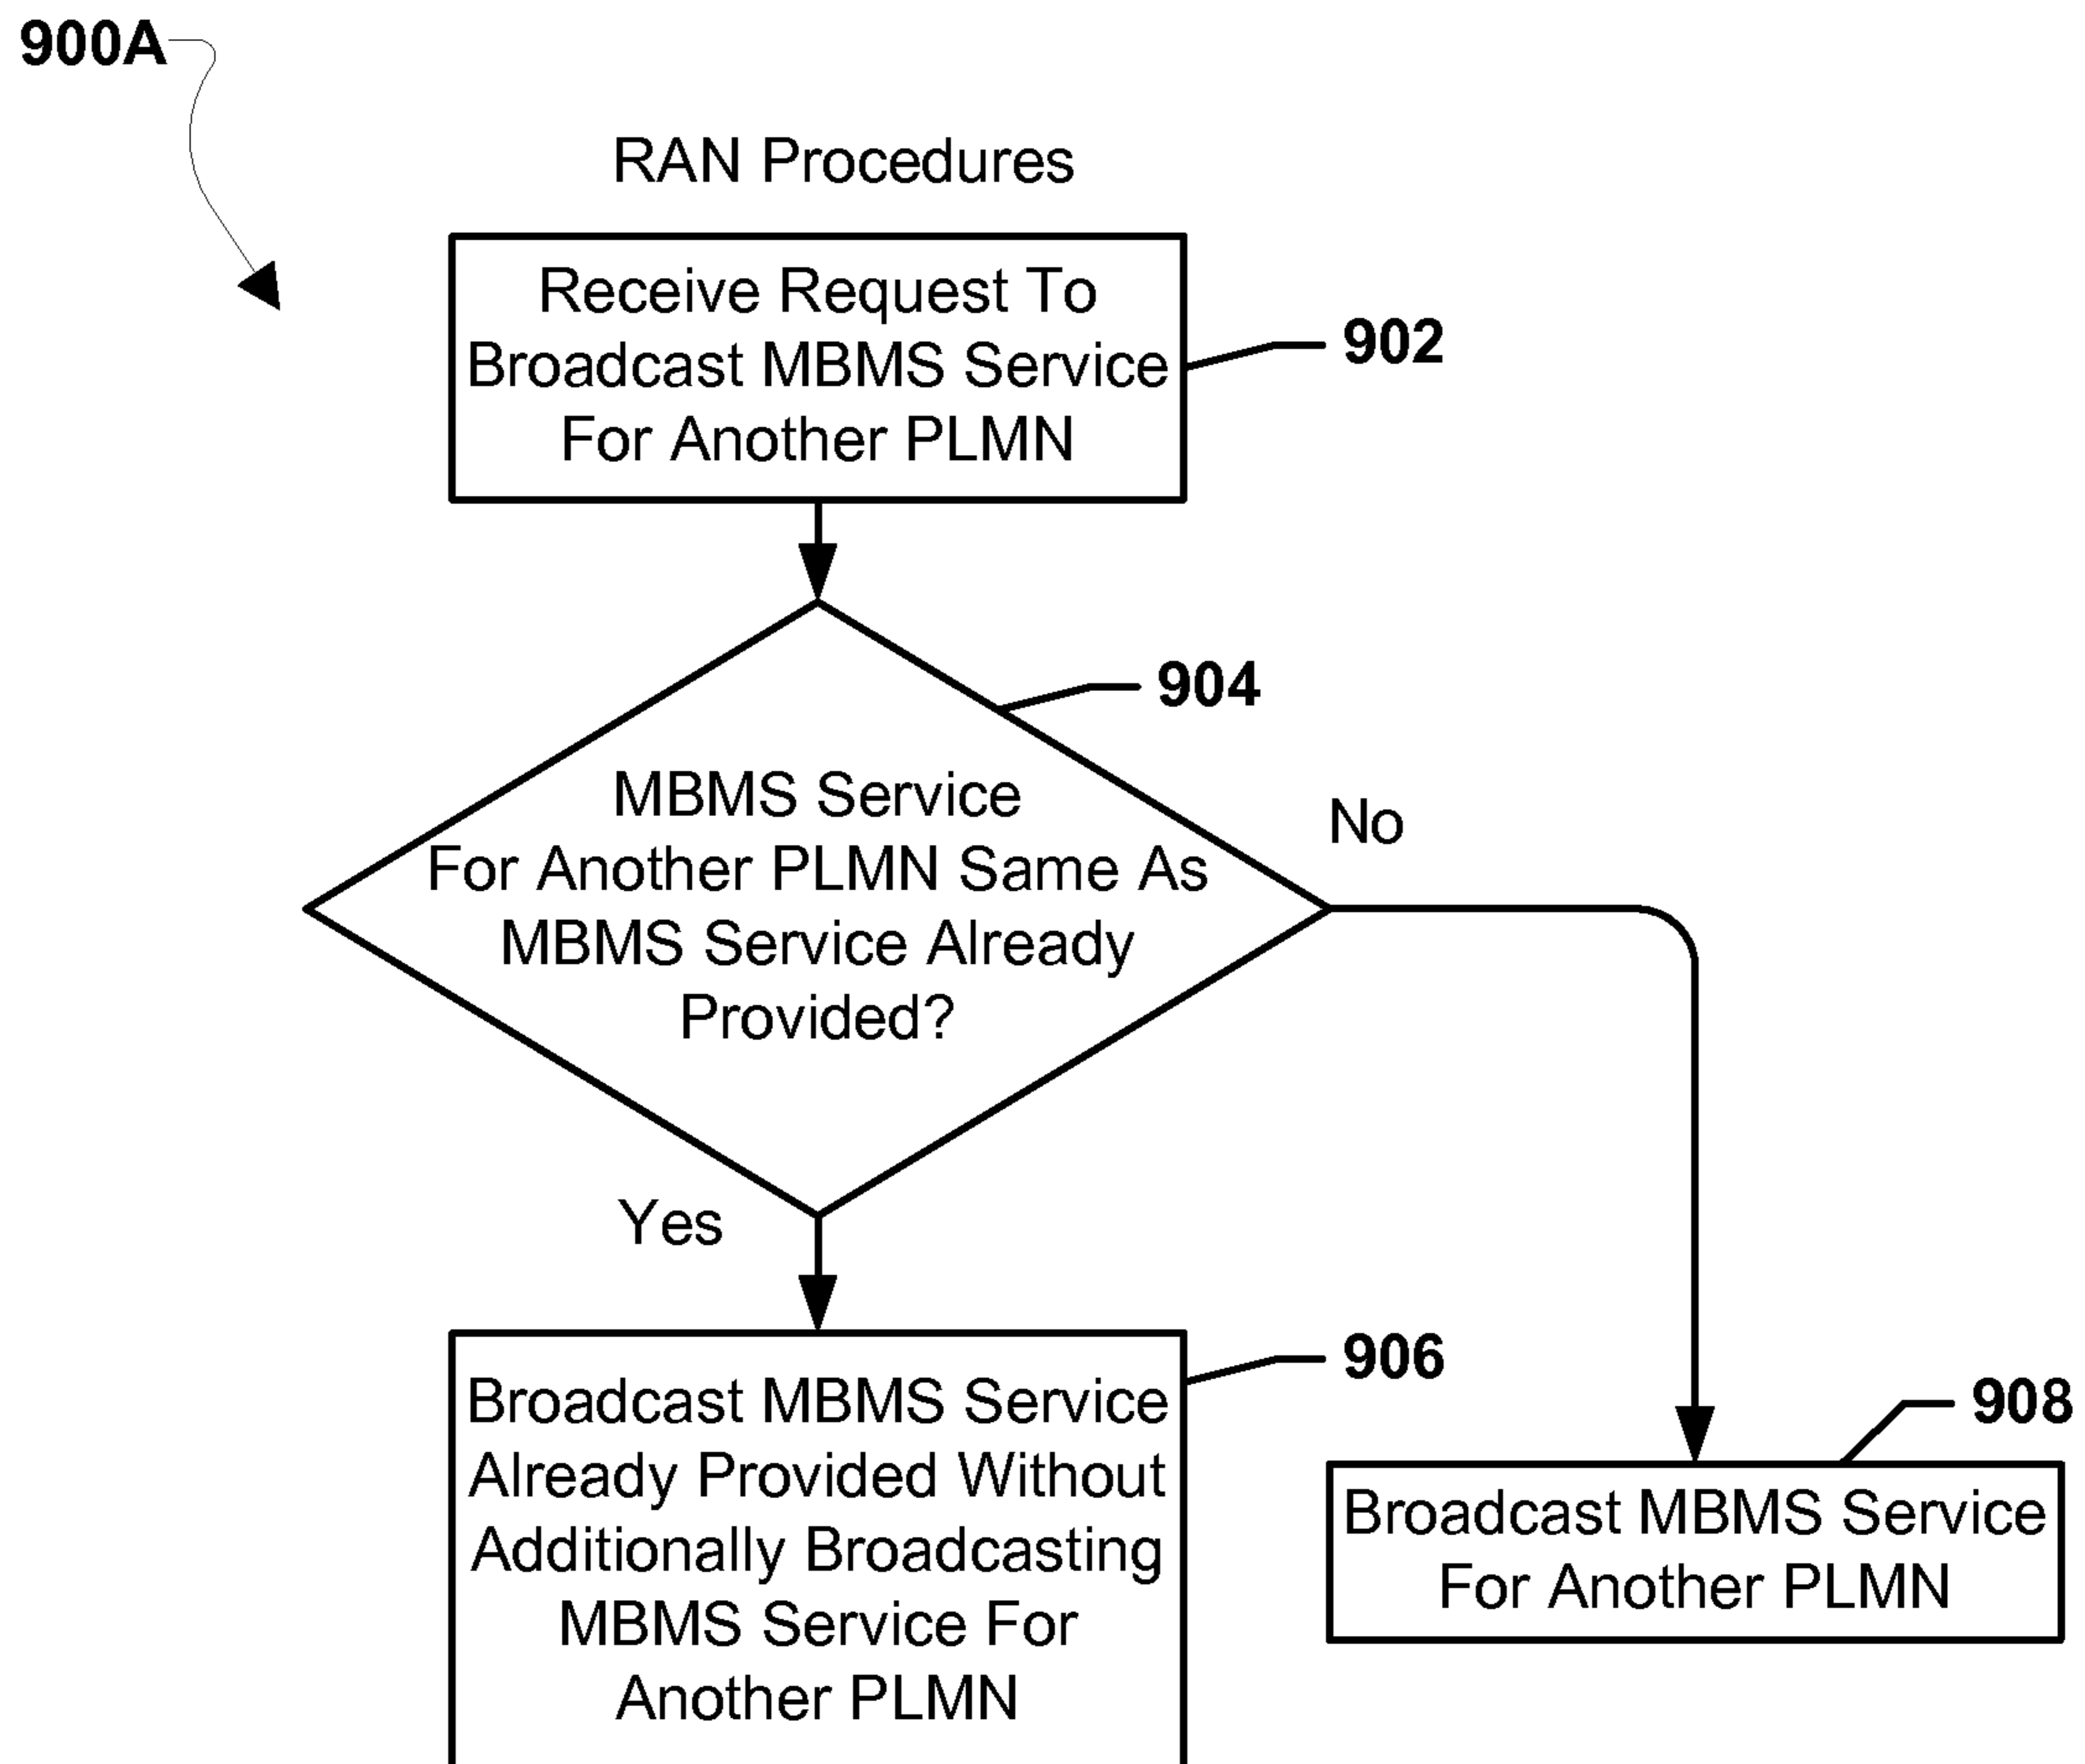 900A
RAN Procedures
Receive Request To
Broadcast MBMS Service
For Another PLMN
902
904
MBMS Service
For Another PLMN Same As
MBMS Service Already
Provided?
No
Yes
Broadcast MBMS Service
Already Provided Without
Additionally Broadcasting
MBMS Service For
Another PLMN
906
908
Broadcast MBMS Service
For Another PLMN